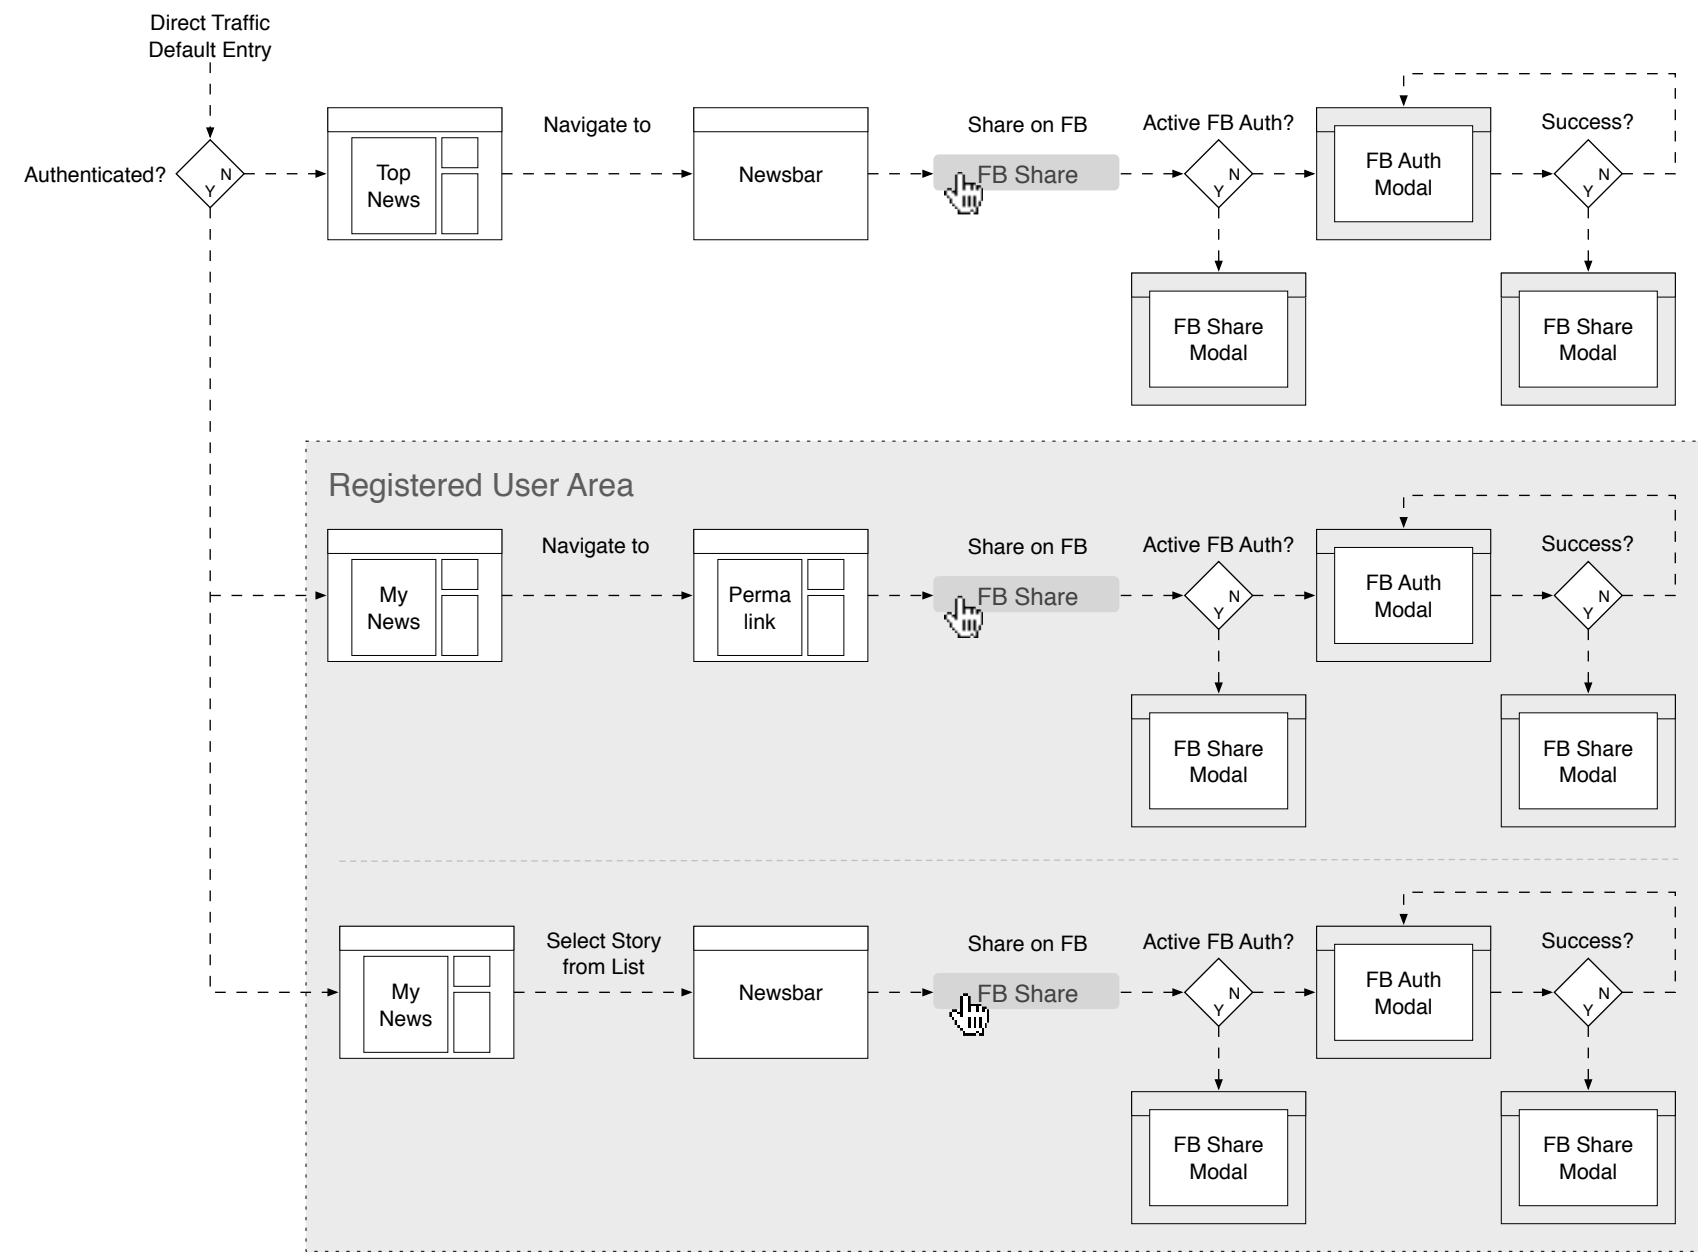 Direct Traffic
Default Entry
Authenticated?
N
Y
Top
News
Navigate to
Newsbar
Share on FB
FB Share
Active FB Auth?
N
Y
FB Auth
Modal
Success?
N
Y
FB Share
Modal
FB Share
Modal
Registered User Area
My
News
Navigate to
Perma
link
Share on FB
FB Share
Active FB Auth?
N
Y
FB Auth
Modal
Success?
N
Y
FB Share
Modal
FB Share
Modal
My
News
Select Story
from List
Newsbar
Share on FB
FB Share
Active FB Auth?
N
Y
FB Auth
Modal
Success?
N
Y
FB Share
Modal
FB Share
Modal